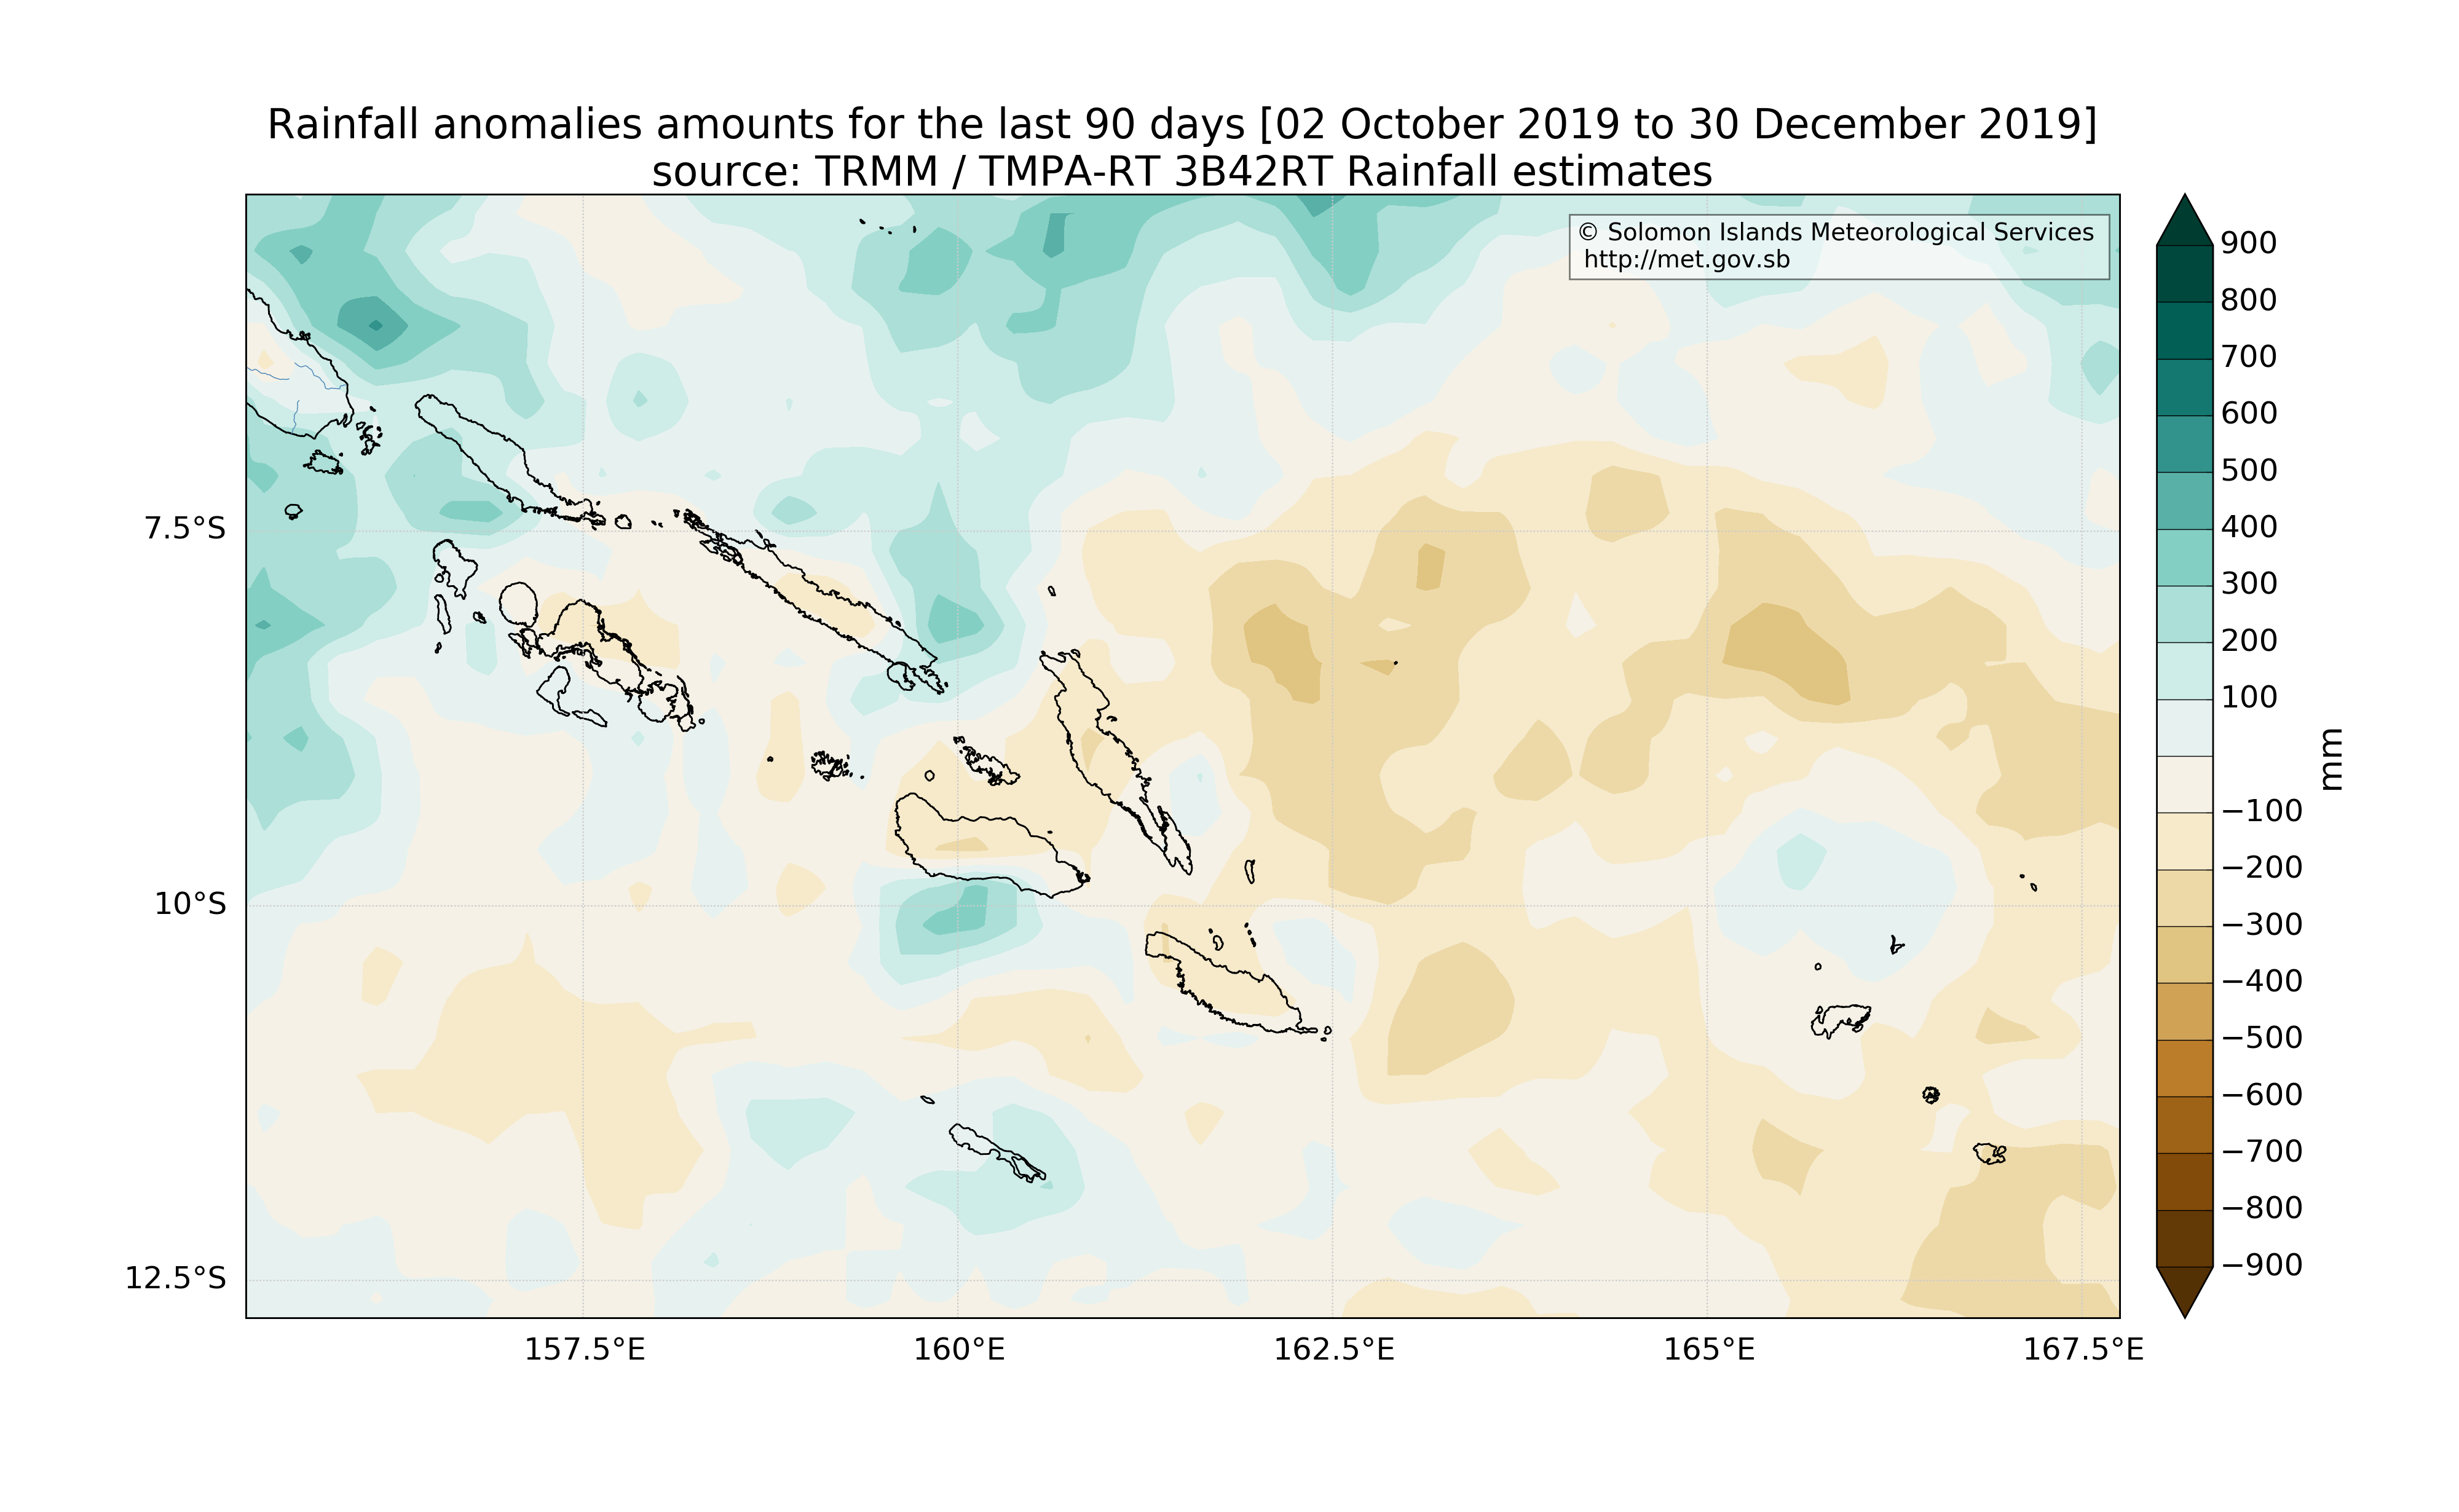 Rainfall anomalies amounts for the last 90 days [02 October 2019 to 30 December 2019]
source: TRMM / TMPA-RT 3B42RT Rainfall estimates
© Solomon Islands Meteorological Services
http://met.gov.sb
7.5°S
10°S
12.5°S
157.5°E
160°E
162.5°E
165°E
167.5°E
900
800
700
600
500
400
300
200
100
−100
−200
−300
−400
−500
−600
−700
−800
−900
mm